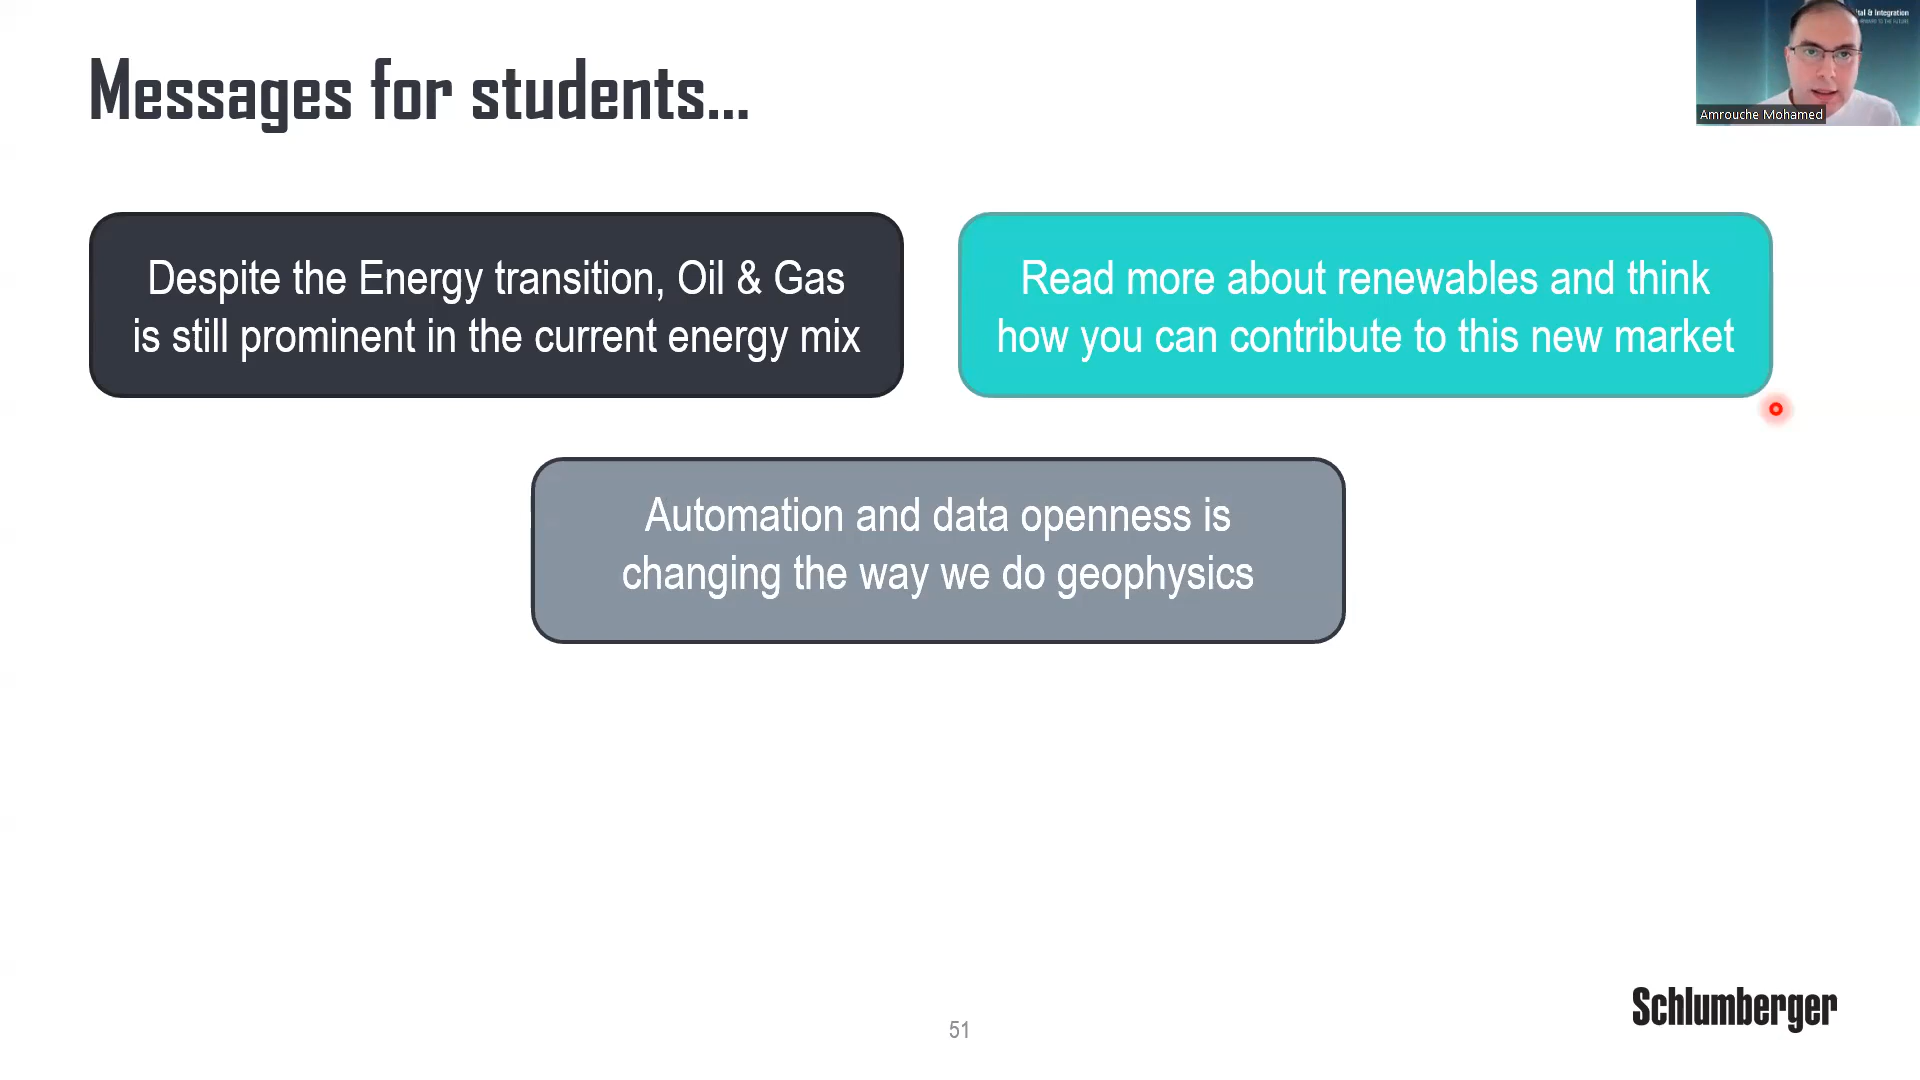 Messages for students...
Despite the Energy transition, Oil & Gas
is still prominent in the current energy mix
Read more about renewables and think
how you can contribute to this new market
Automation and data openness is
changing the way we do geophysics
& Integration
Amrouche Mohamed
51
Schlumberger